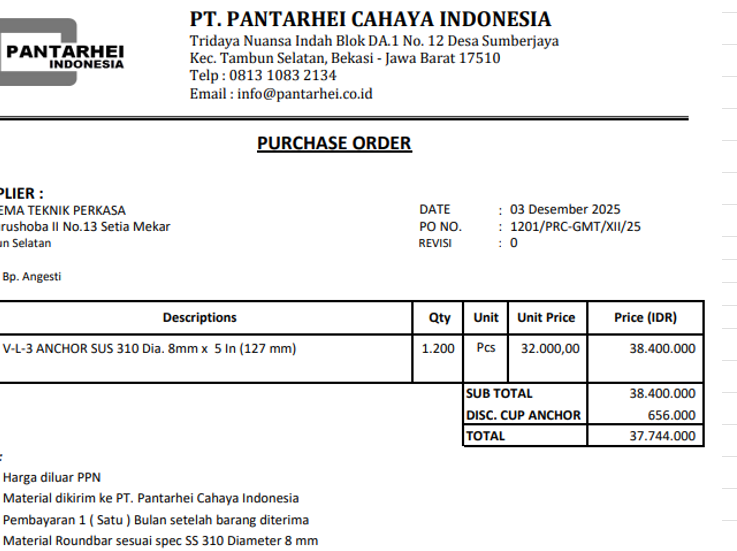 PANTARHEI
INDONESIA
PT. PANTARHEI CAHAYA INDONESIA
Tridaya Nuansa Indah Blok DA.1 No. 12 Desa Sumberjaya
Kec. Tambun Selatan, Bekasi - Jawa Barat 17510
Telp : 0813 1083 2134
Email : info@pantarhei.co.id
PURCHASE ORDER
PLIER :
EMA TEKNIK PERKASA
rushoba II No.13 Setia Mekar
un Selatan
Bp. Angesti
DATE : 03 Desember 2025
PO NO. : 1201/PRC-GMT/XII/25
REVISI : 0
Descriptions Qty Unit Unit Price Price (IDR)
V-L-3 ANCHOR SUS 310 Dia. 8mm x 5 In (127 mm) 1.200 Pcs 32.000,00 38.400.000
SUB TOTAL 38.400.000
DISC. CUP ANCHOR 656.000
TOTAL 37.744.000
:
Harga diluar PPN
Material dikirim ke PT. Pantarhei Cahaya Indonesia
Pembayaran 1 ( Satu ) Bulan setelah barang diterima
Material Roundbar sesuai spec SS 310 Diameter 8 mm